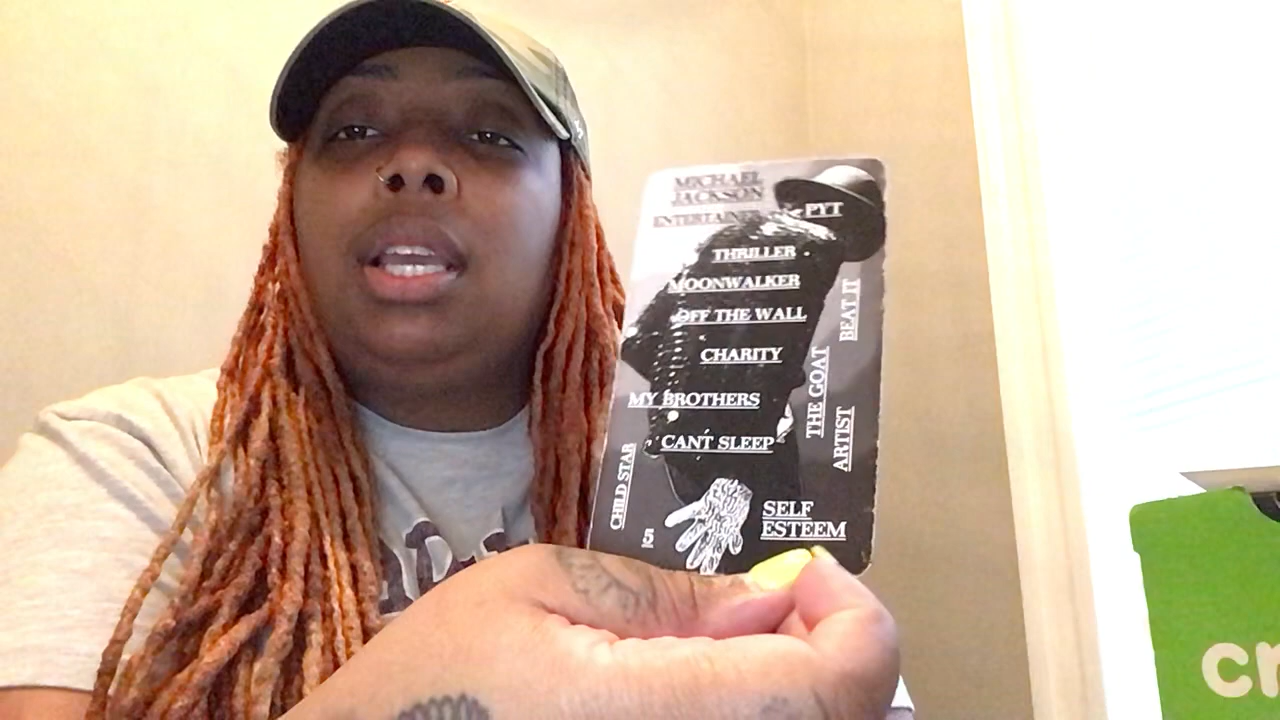 MICHAEL
JACKSON
ENTERTAINER
PYT
THRILLER
MOONWALKER
OFF THE WALL
BEAT IT
CHARITY
THE GOAT
MY BROTHERS
ARTIST
CAN'T SLEEP
CHILD STAR
SELF
ESTEEM
5
cr